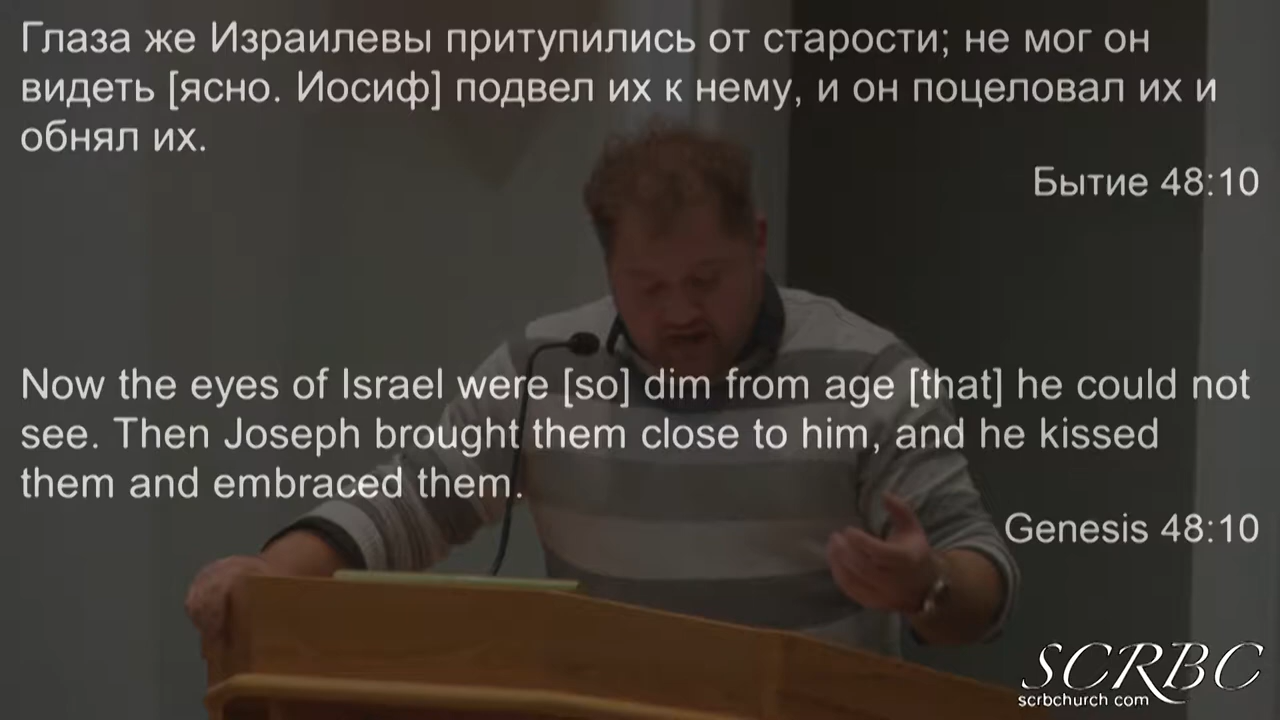 Глаза же Израилевы притупились от старости; не мог он
видеть [ясно. Иосиф] подвел их к нему, и он поцеловал их и
обнял их.
Бытие 48:10
Now the eyes of Israel were [so] dim from age [that] he could not
see. Then Joseph brought them close to him, and he kissed
them and embraced them.
Genesis 48:10
SCRBC
scrbchurch com